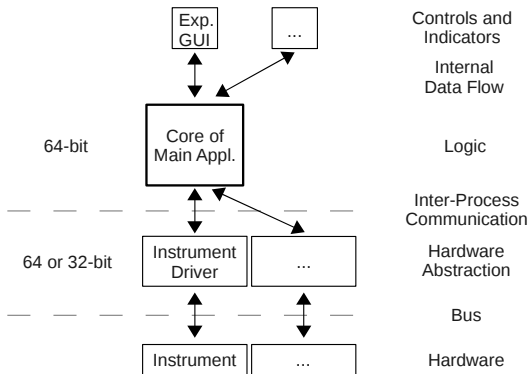 Exp.
GUI
...
Controls and
Indicators
Internal
Data Flow
64-bit
Core of
Main Appl.
Logic
Inter-Process
Communication
64 or 32-bit
Instrument
Driver
...
Hardware
Abstraction
Bus
Instrument
...
Hardware